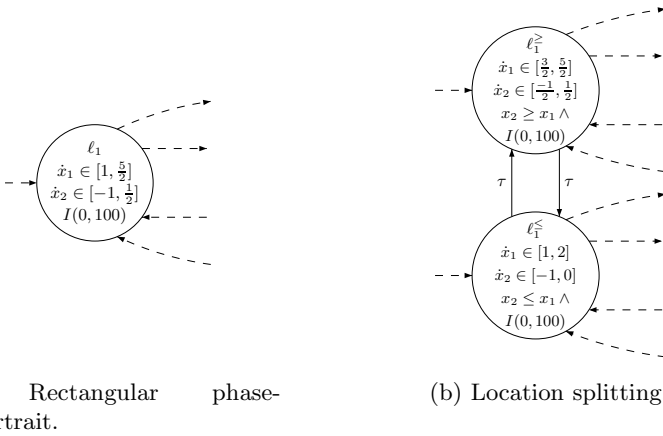 ℓ₁
ẋ₁ ∈ [1, 5/2]
ẋ₂ ∈ [−1, 1/2]
I(0, 100)
ℓ₁^≥
ẋ₁ ∈ [3/2, 5/2]
ẋ₂ ∈ [−1/2, 1/2]
x₂ ≥ x₁ ∧
I(0, 100)
τ τ
ℓ₁^≤
ẋ₁ ∈ [1, 2]
ẋ₂ ∈ [−1, 0]
x₂ ≤ x₁ ∧
I(0, 100)
Rectangular phase-
rtrait.
(b) Location splitting